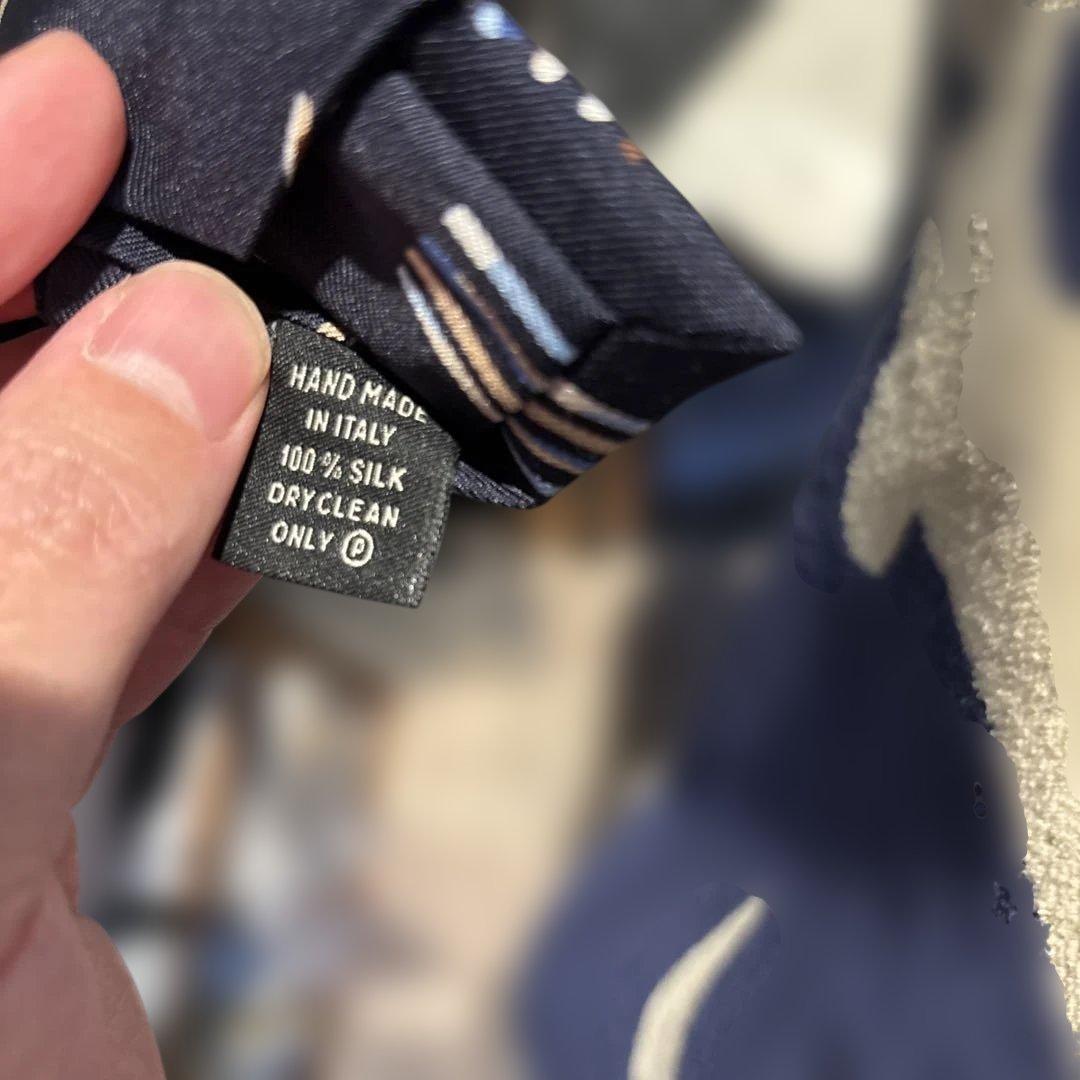 HAND MADE
IN ITALY
100 % SILK
DRYCLEAN
ONLY Ⓟ